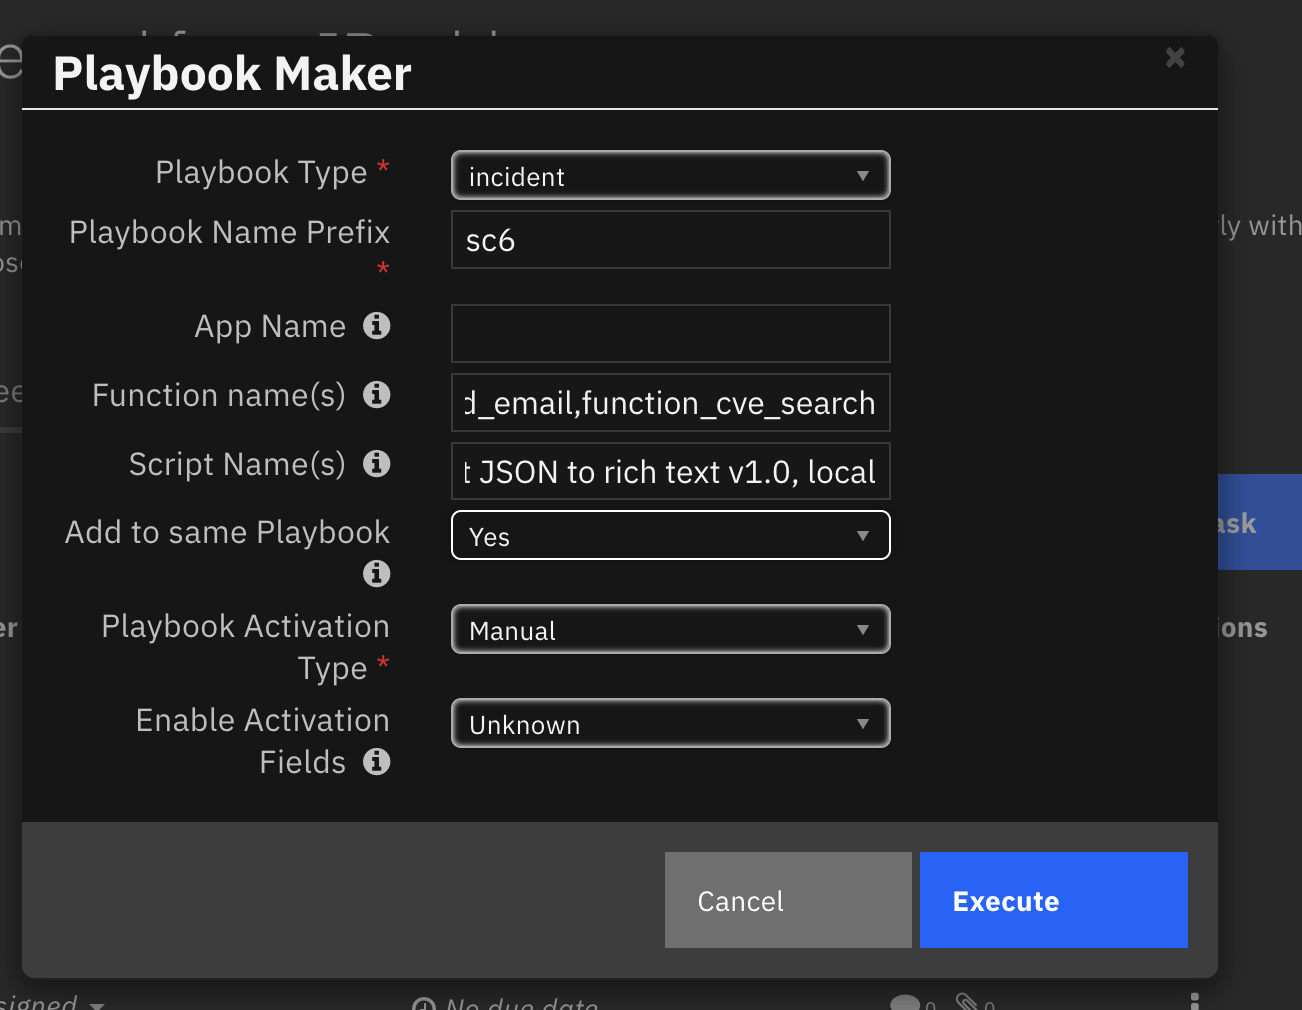 Playbook Maker
Playbook Type *
incident
Playbook Name Prefix
*
sc6
App Name
Function name(s)
d_email,function_cve_search
Script Name(s)
t JSON to rich text v1.0, local
Add to same Playbook
Yes
Playbook Activation
Type *
Manual
Enable Activation
Fields
Unknown
Cancel
Execute
ly with
ask
er
ions
signed
No due date
0
0